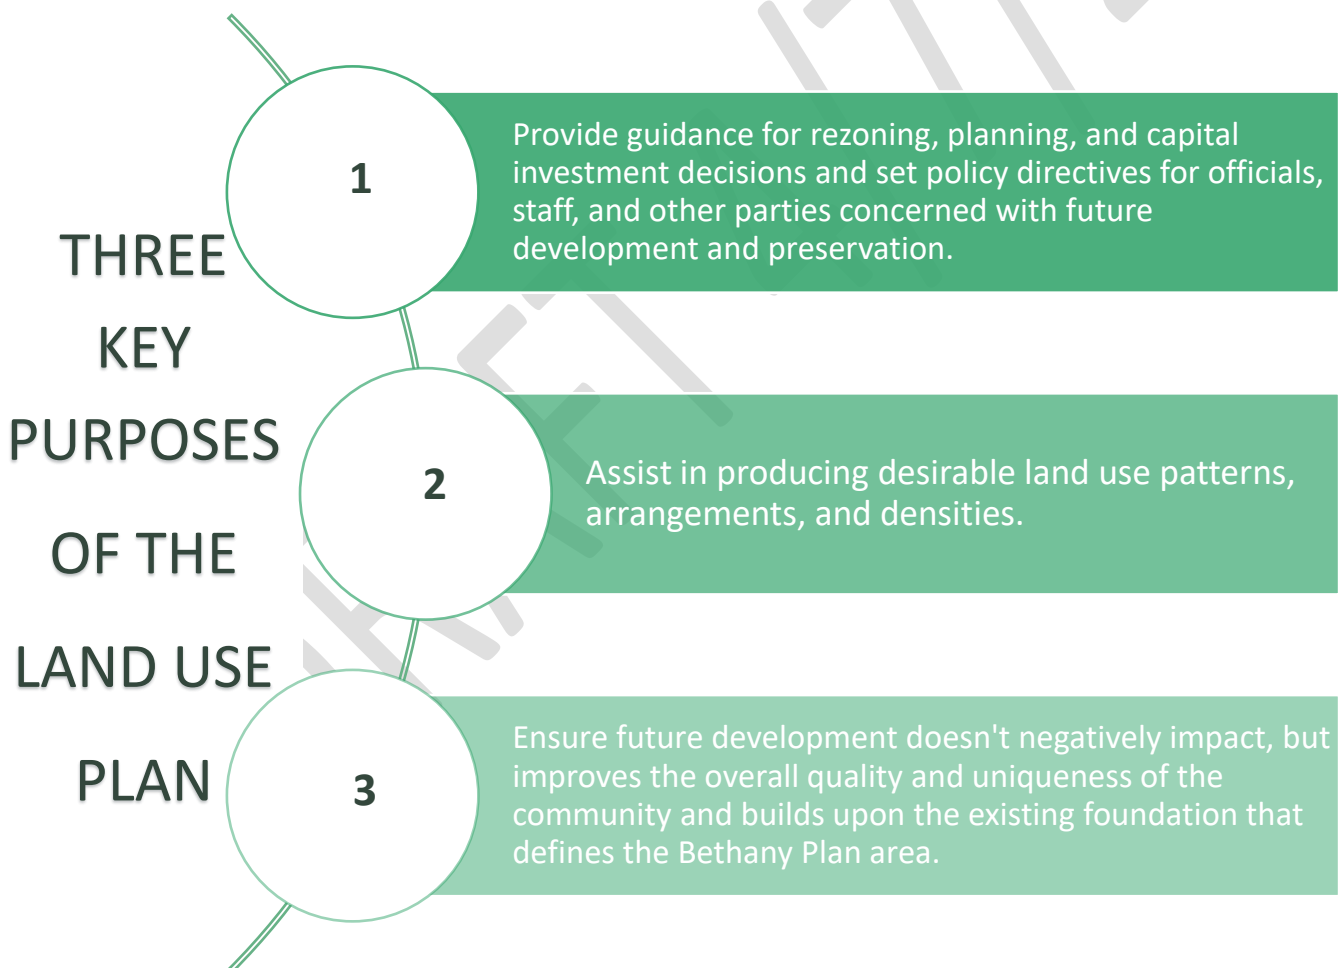 THREE
KEY
PURPOSES
OF THE
LAND USE
PLAN
1
Provide guidance for rezoning, planning, and capital
investment decisions and set policy directives for officials,
staff, and other parties concerned with future
development and preservation.
2
Assist in producing desirable land use patterns,
arrangements, and densities.
3
Ensure future development doesn't negatively impact, but
improves the overall quality and uniqueness of the
community and builds upon the existing foundation that
defines the Bethany Plan area.